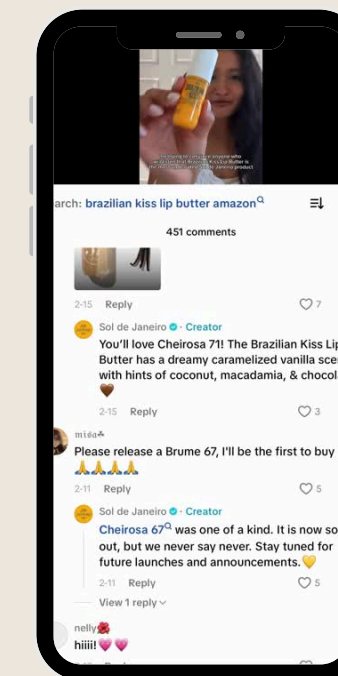 arch: brazilian kiss lip butter amazon
451 comments
2-15 Reply 7
Sol de Janeiro · Creator
You'll love Cheirosa 71! The Brazilian Kiss Lip
Butter has a dreamy caramelized vanilla sce
with hints of coconut, macadamia, & chocol
🤎
2-15 Reply 3
misa☘
Please release a Brume 67, I'll be the first to buy
🙏🙏🙏🙏
2-11 Reply 5
Sol de Janeiro · Creator
Cheirosa 67 was one of a kind. It is now so
out, but we never say never. Stay tuned for
future launches and announcements.💛
2-11 Reply 5
View 1 reply
nelly🌺
hiiii!💗💗